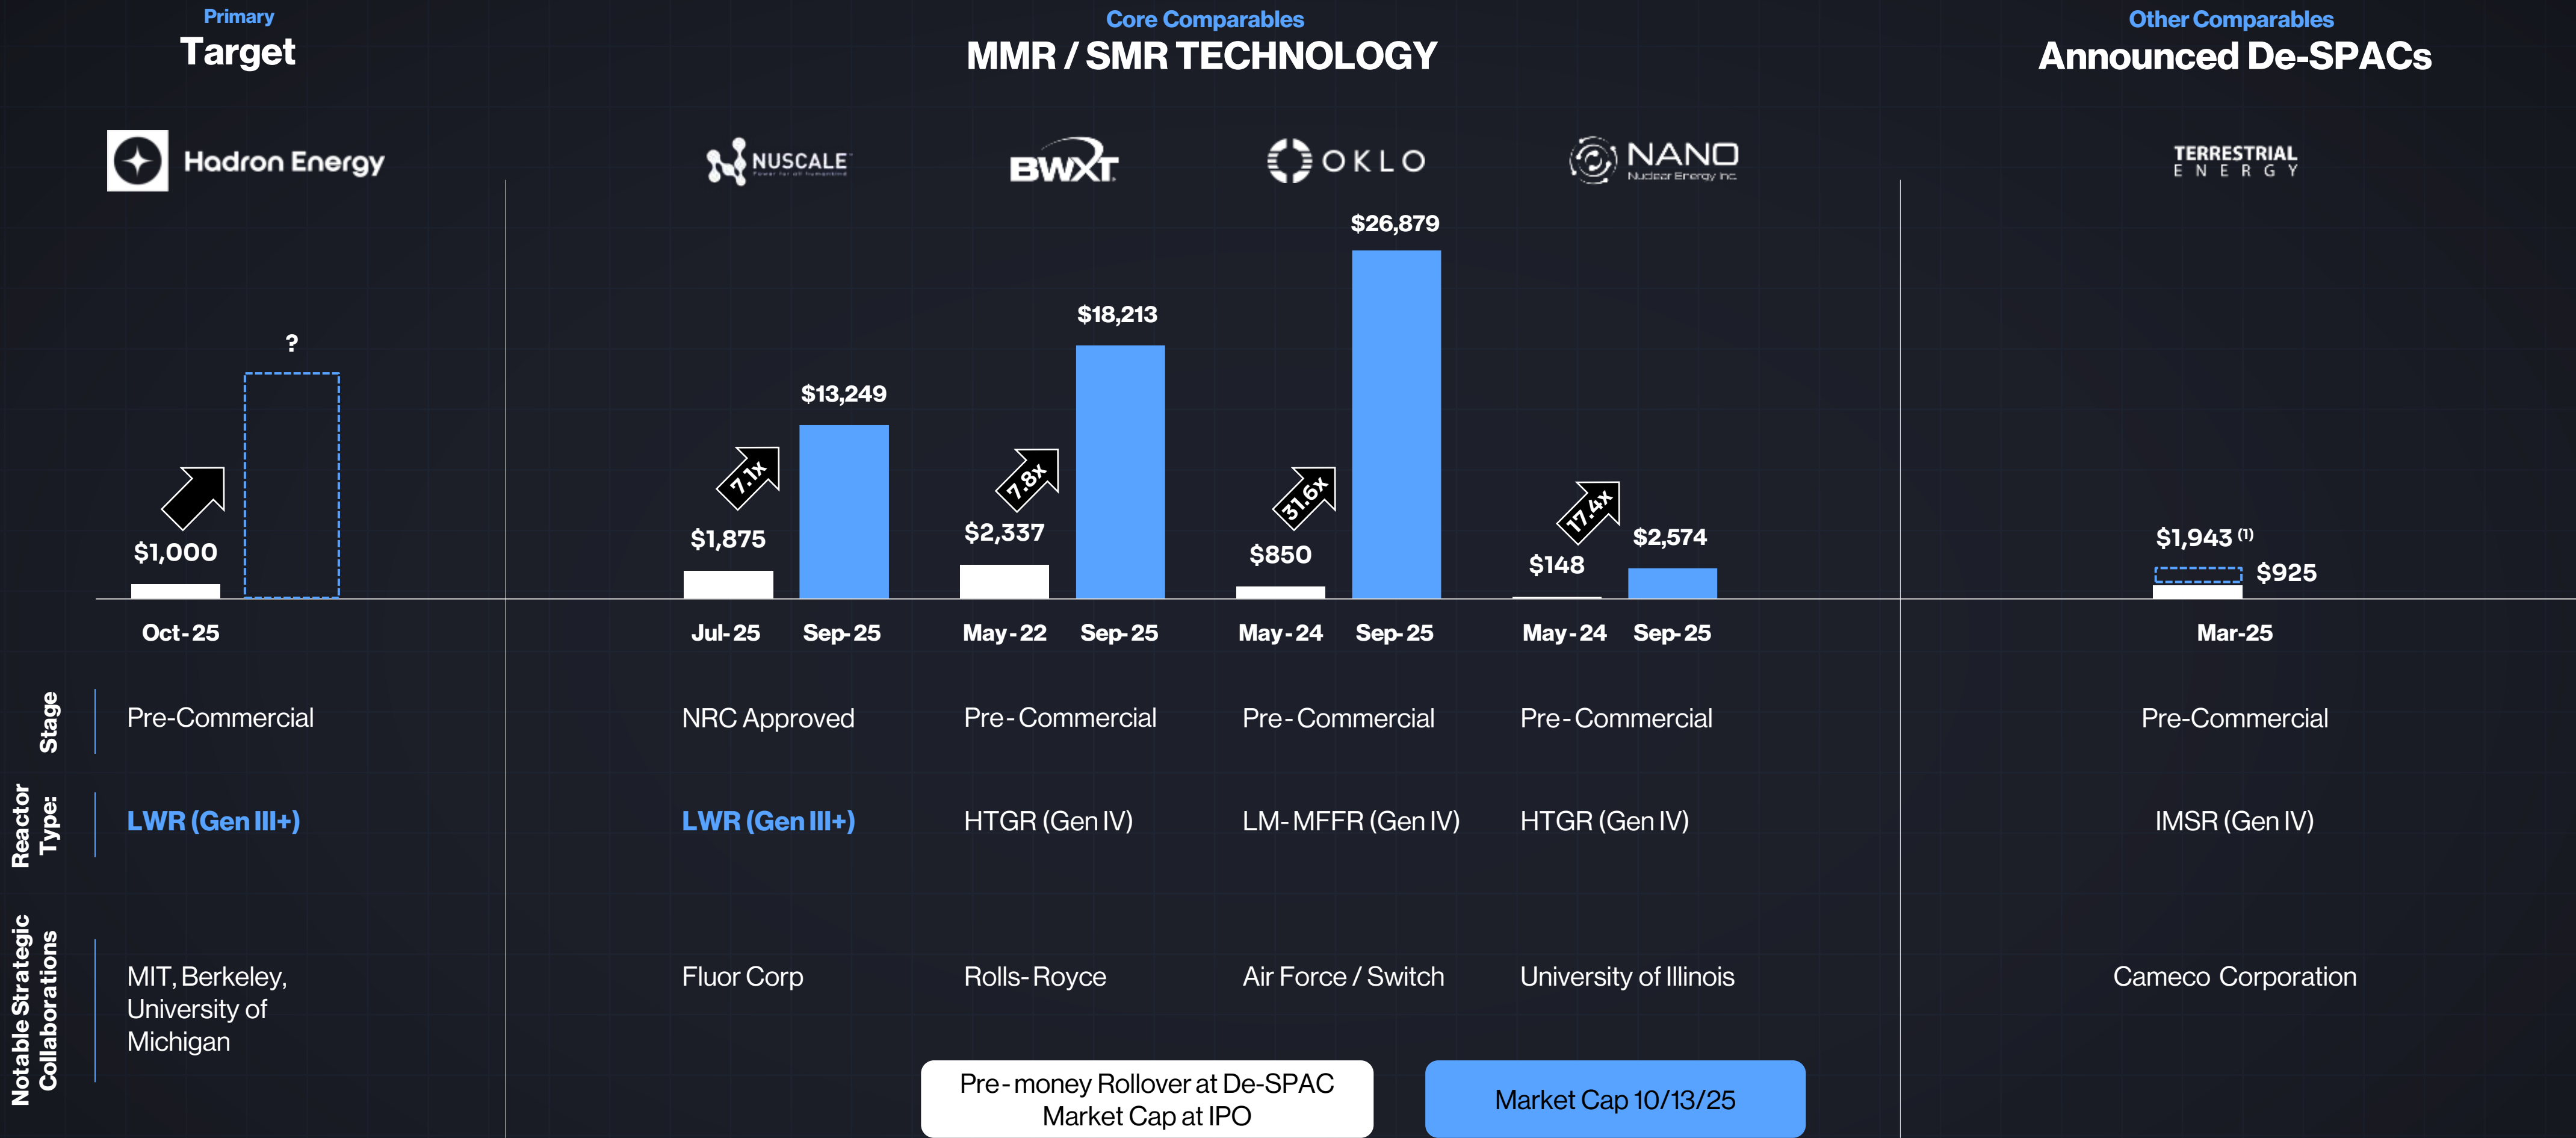 Primary
Target
Core Comparables
MMR / SMR TECHNOLOGY
Other Comparables
Announced De-SPACs
Hadron Energy
NUSCALE™
Power for all humankind
BWXT
OKLO
NANO
Nuclear Energy Inc.
TERRESTRIAL
ENERGY
?
$1,000
7.1x
$1,875
$13,249
7.8x
$2,337
$18,213
31.6x
$850
$26,879
17.4x
$148
$2,574
$1,943 (1)
$925
Oct-25
Jul-25
Sep-25
May-22
Sep-25
May-24
Sep-25
May-24
Sep-25
Mar-25
Stage
Pre-Commercial
NRC Approved
Pre-Commercial
Pre-Commercial
Pre-Commercial
Pre-Commercial
Reactor
Type:
LWR (Gen III+)
LWR (Gen III+)
HTGR (Gen IV)
LM-MFFR (Gen IV)
HTGR (Gen IV)
IMSR (Gen IV)
Notable Strategic
Collaborations
MIT, Berkeley,
University of
Michigan
Fluor Corp
Rolls-Royce
Air Force / Switch
University of Illinois
Cameco Corporation
Pre-money Rollover at De-SPAC
Market Cap at IPO
Market Cap 10/13/25